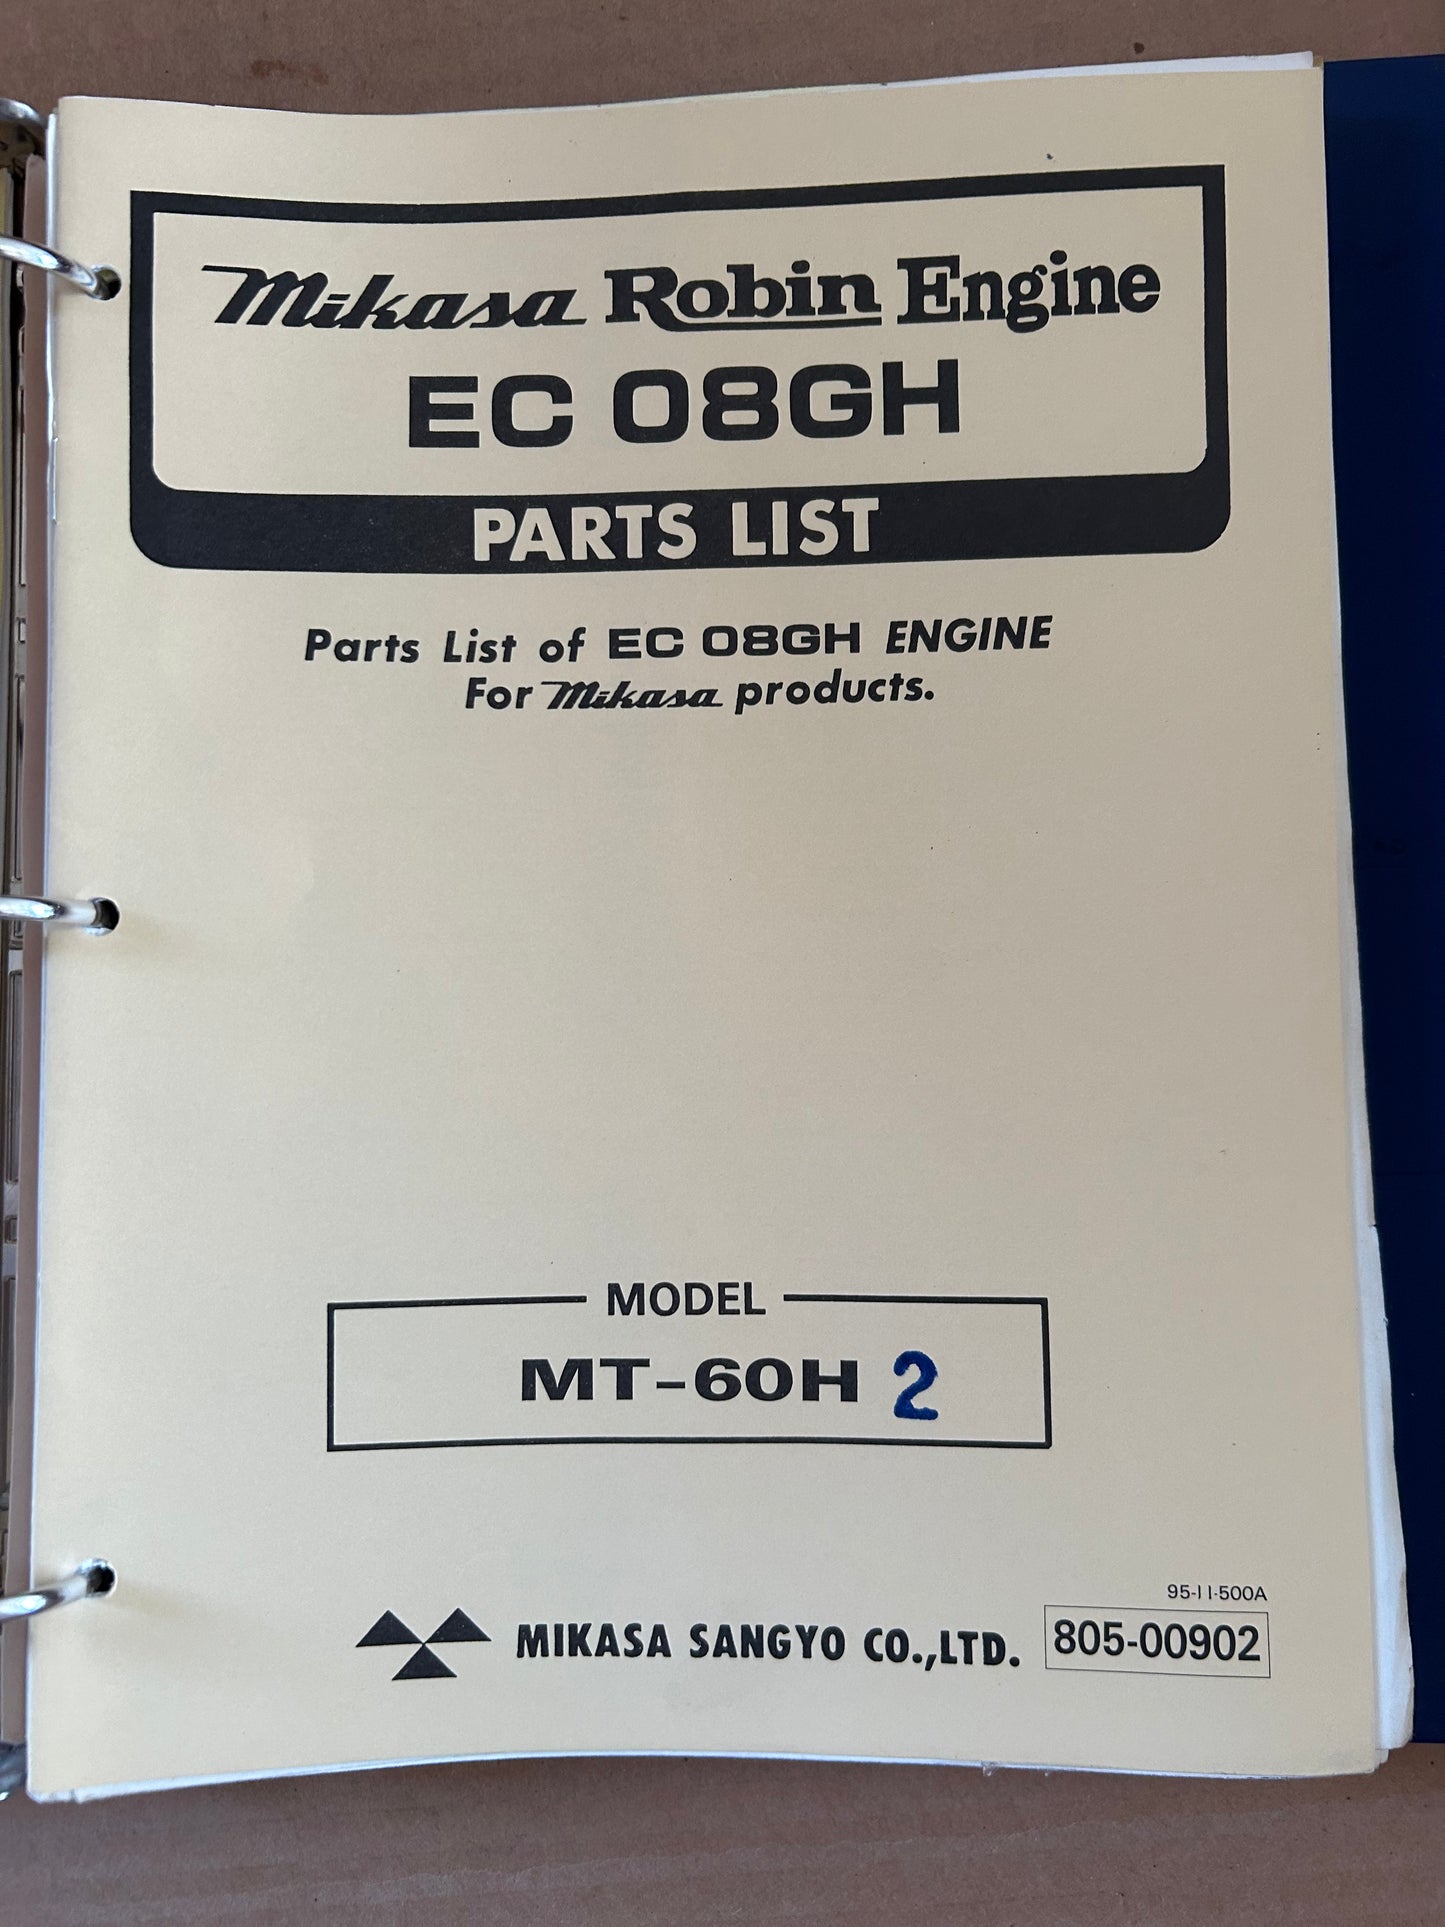 Mikasa Robin Engine
EC 08GH
PARTS LIST
Parts List of EC 08GH ENGINE
For Mikasa products.
MODEL
MT-60H 2
95-11-500A
MIKASA SANGYO CO.,LTD. 805-00902